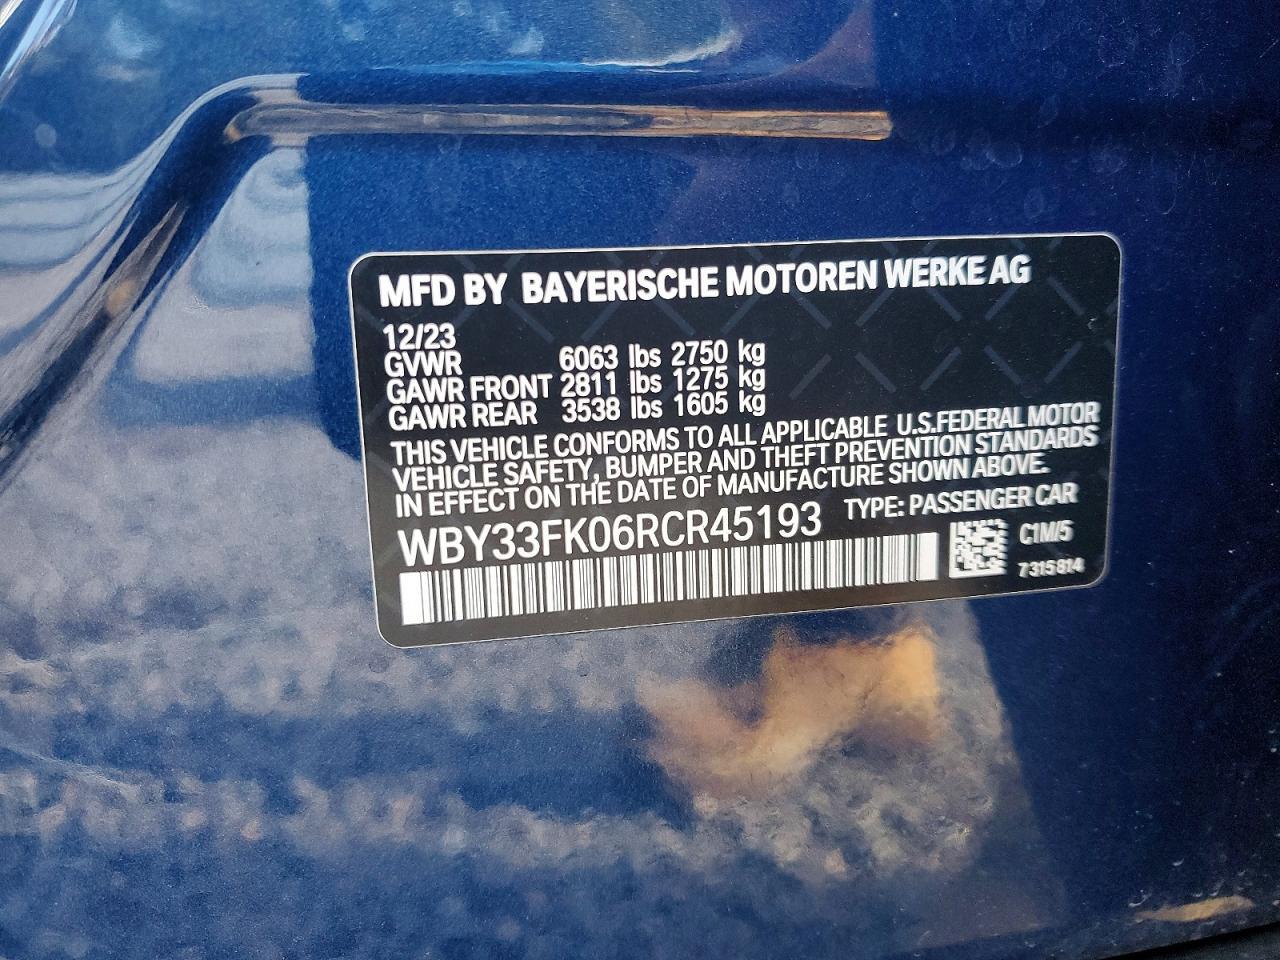 MFD BY BAYERISCHE MOTOREN WERKE AG
12/23
GVWR 6063 lbs 2750 kg
GAWR FRONT 2811 lbs 1275 kg
GAWR REAR 3538 lbs 1605 kg
THIS VEHICLE CONFORMS TO ALL APPLICABLE U.S.FEDERAL MOTOR
VEHICLE SAFETY, BUMPER AND THEFT PREVENTION STANDARDS
IN EFFECT ON THE DATE OF MANUFACTURE SHOWN ABOVE.
WBY33FK06RCR45193 TYPE: PASSENGER CAR
C1M/5
7315814